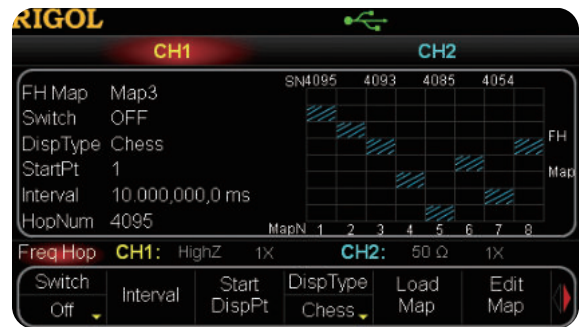 RIGOL
CH1 CH2
SN4095 4093 4085 4054
FH Map Map3
Switch OFF
DispType Chess
StartPt 1
Interval 10.000,000,0 ms
HopNum 4095
FH
Map
MapN 1 2 3 4 5 6 7 8
Freq Hop CH1: HighZ 1X CH2: 50 Ω 1X
Switch Interval Start DispPt DispType Load Map Edit Map
Off Chess